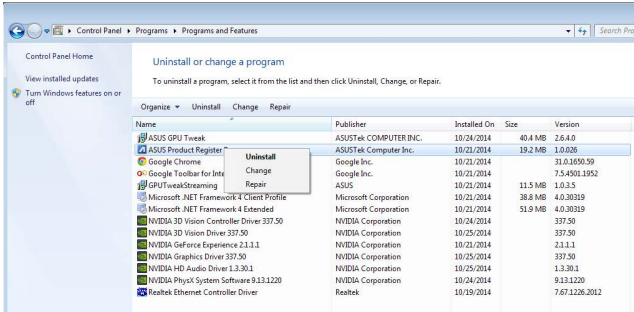 Control Panel ▸ Programs ▸ Programs and Features
Search Pro
Control Panel Home
View installed updates
Turn Windows features on or off
Uninstall or change a program
To uninstall a program, select it from the list and then click Uninstall, Change, or Repair.
Organize Uninstall Change Repair
Name Publisher Installed On Size Version
ASUS GPU Tweak ASUSTek COMPUTER INC. 10/24/2014 40.4 MB 2.6.4.0
ASUS Product Register ASUSTek Computer Inc. 10/21/2014 19.2 MB 1.0.026
Google Chrome Google Inc. 10/21/2014 31.0.1650.59
Google Toolbar for Inte Google Inc. 10/21/2014 7.5.4501.1952
GPUTweakStreaming ASUS 10/21/2014 11.5 MB 1.0.3.5
Microsoft .NET Framework 4 Client Profile Microsoft Corporation 10/21/2014 38.8 MB 4.0.30319
Microsoft .NET Framework 4 Extended Microsoft Corporation 10/21/2014 51.9 MB 4.0.30319
NVIDIA 3D Vision Controller Driver 337.50 NVIDIA Corporation 10/24/2014 337.50
NVIDIA 3D Vision Driver 337.50 NVIDIA Corporation 10/25/2014 337.50
NVIDIA GeForce Experience 2.1.1.1 NVIDIA Corporation 10/21/2014 2.1.1.1
NVIDIA Graphics Driver 337.50 NVIDIA Corporation 10/25/2014 337.50
NVIDIA HD Audio Driver 1.3.30.1 NVIDIA Corporation 10/25/2014 1.3.30.1
NVIDIA PhysX System Software 9.13.1220 NVIDIA Corporation 10/24/2014 9.13.1220
Realtek Ethernet Controller Driver Realtek 10/19/2014 7.67.1226.2012
Uninstall
Change
Repair